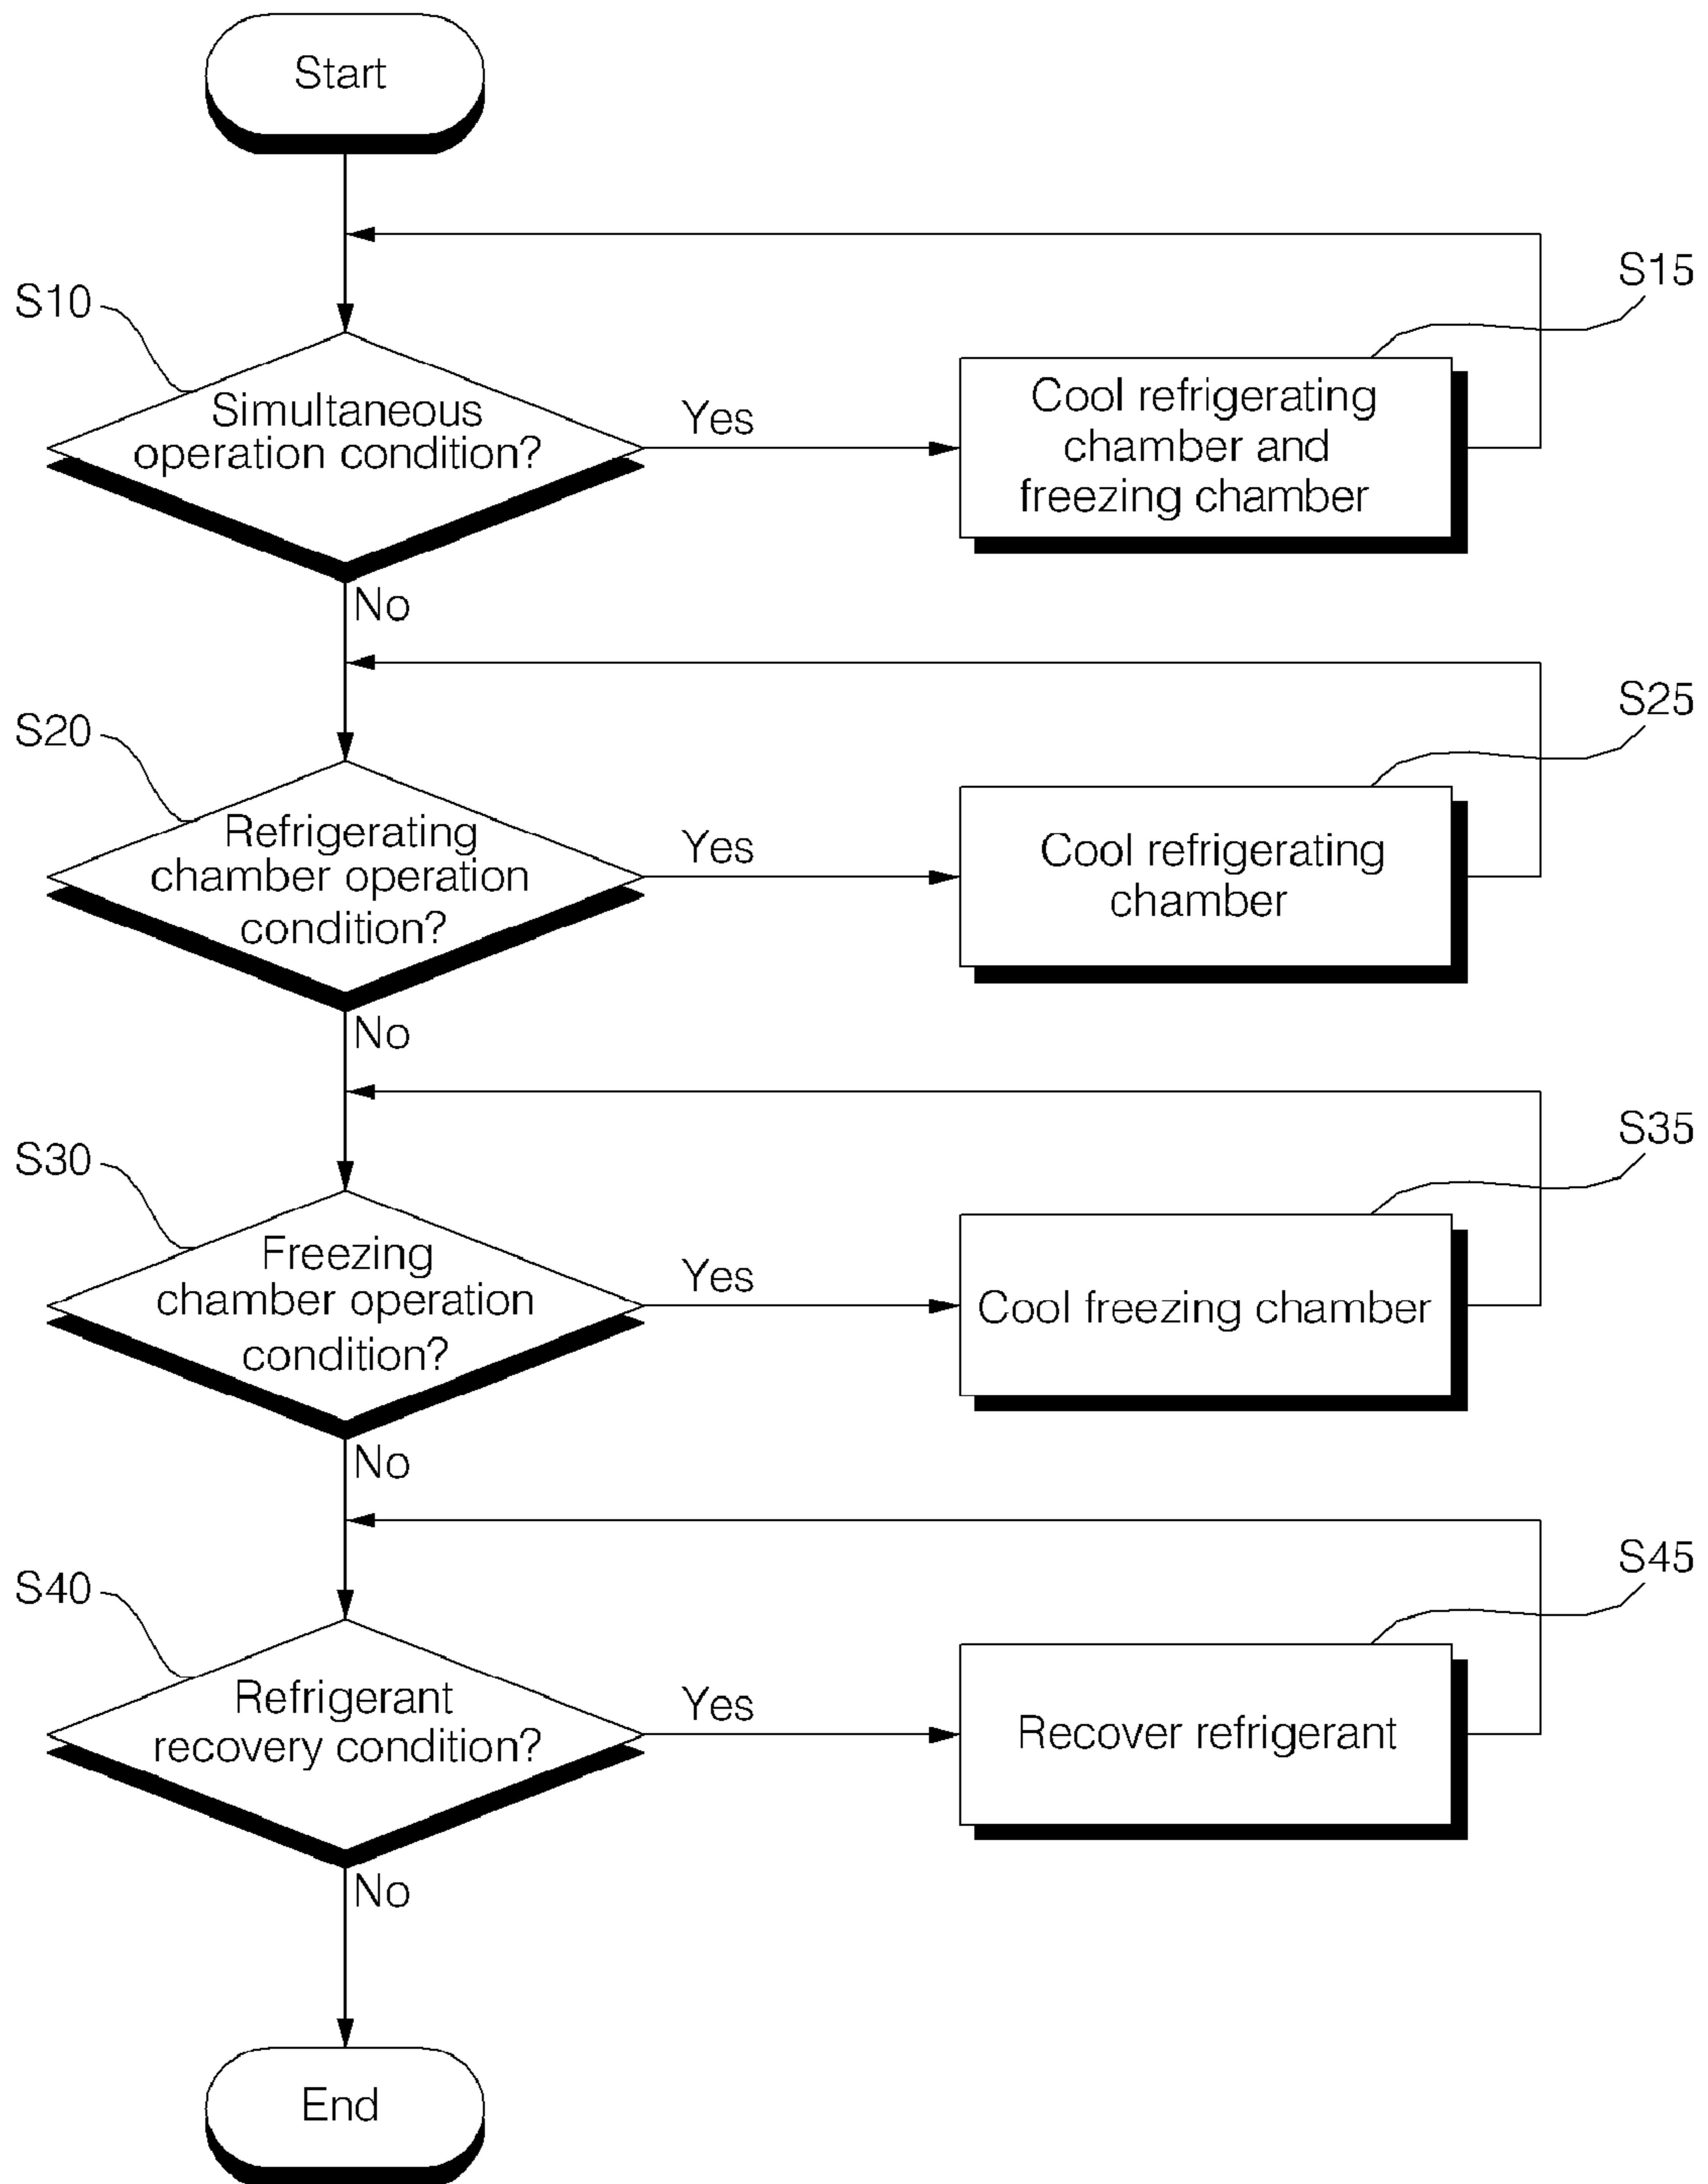 Start
S10
Simultaneous
operation condition?
Yes
S15
Cool refrigerating
chamber and
freezing chamber
No
S20
Refrigerating
chamber operation
condition?
Yes
S25
Cool refrigerating
chamber
No
S30
Freezing
chamber operation
condition?
Yes
S35
Cool freezing chamber
No
S40
Refrigerant
recovery condition?
Yes
S45
Recover refrigerant
No
End